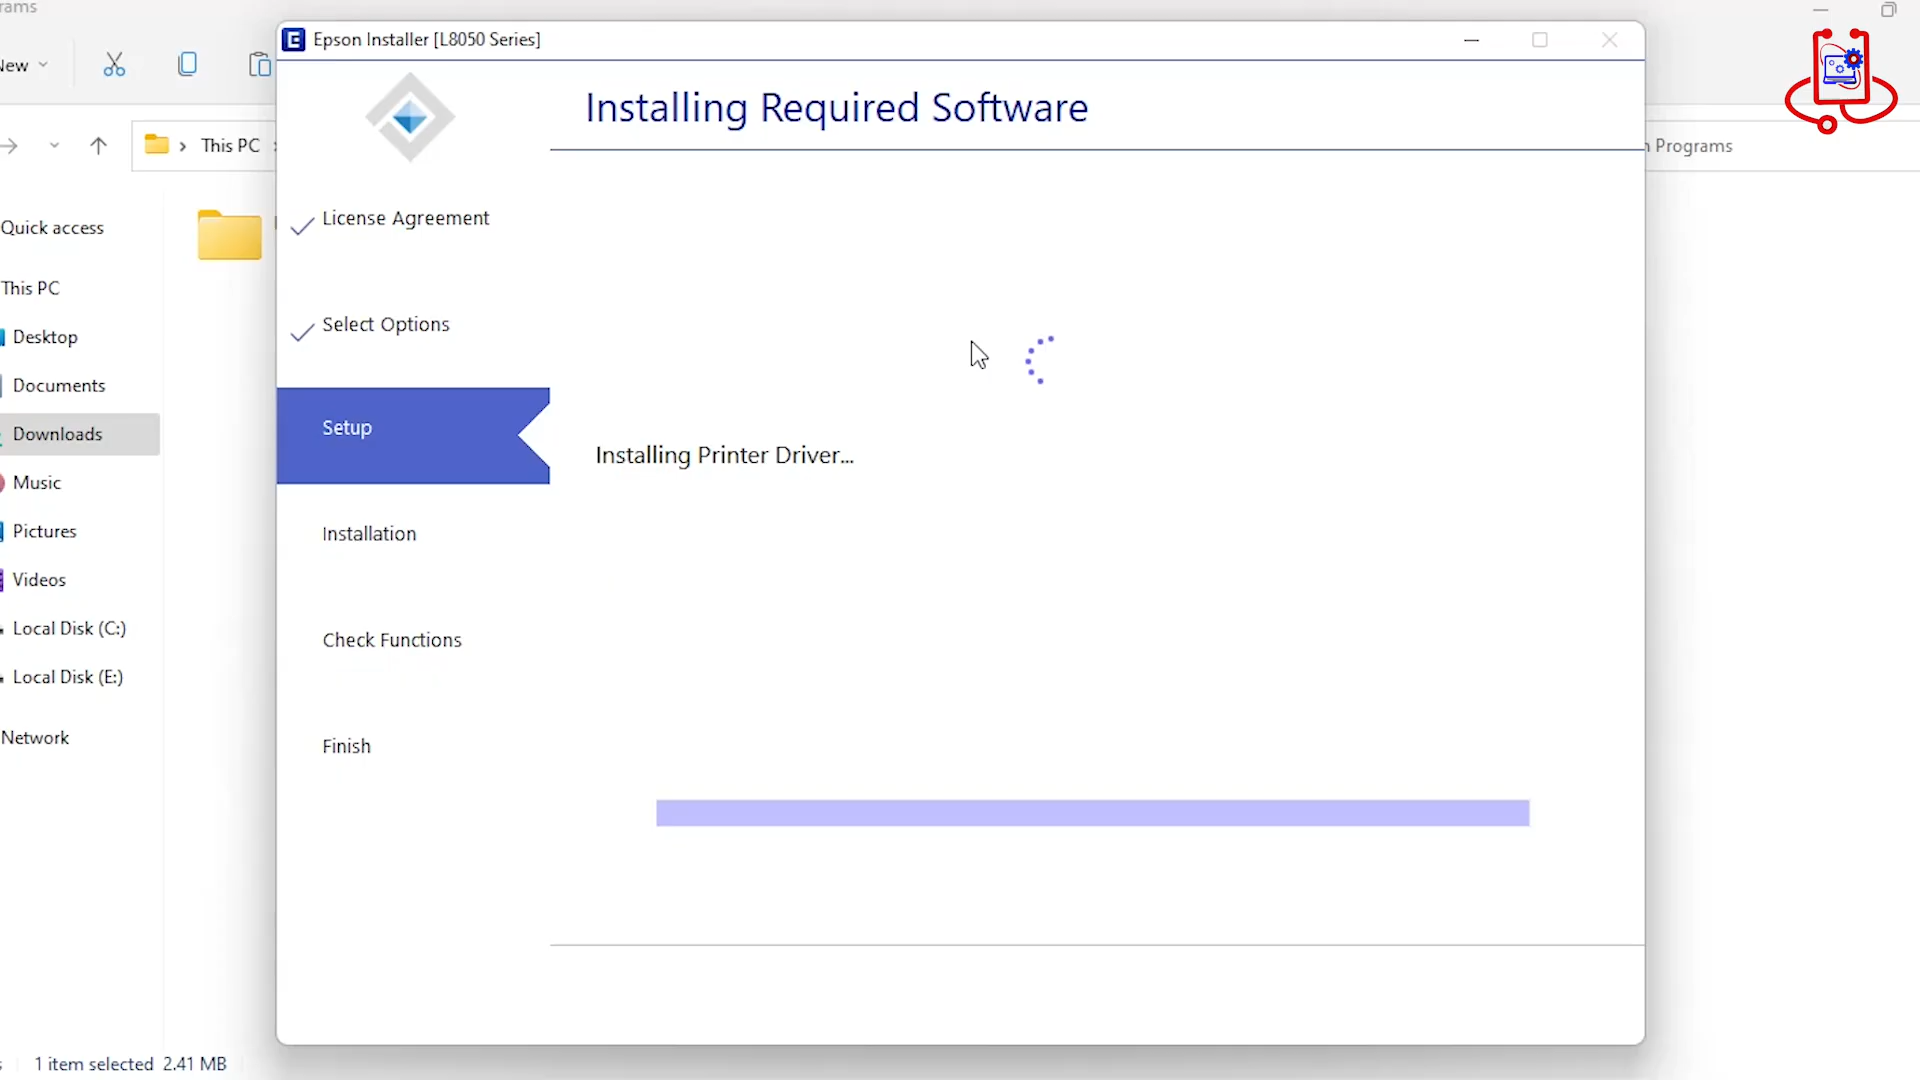 Epson Installer [L8050 Series]
Installing Required Software
This PC
Programs
License Agreement
Select Options
Setup
Installation
Check Functions
Finish
Installing Printer Driver...
Quick access
This PC
Desktop
Documents
Downloads
Music
Pictures
Videos
Local Disk (C:)
Local Disk (E:)
Network
1 item selected 2.41 MB